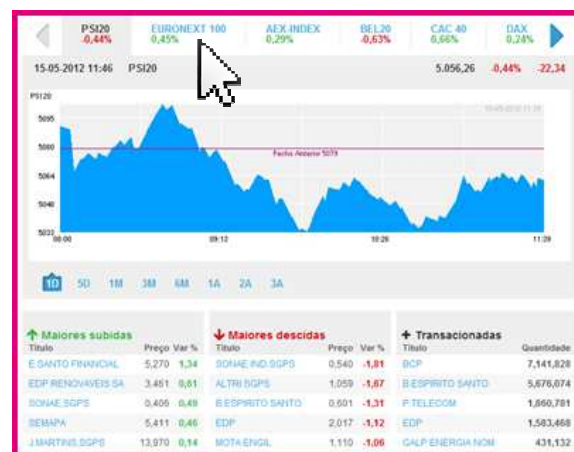 PSI20 EURONEXT 100 AEX-INDEX BEL20 CAC 40 DAX
-0,44% 0,45% 0,29% -0,63% 0,66% 0,24%
15-05-2012 11:46 PSI20 5.056,26 -0,44% -22,34
PSI20
5095
5080
Fecho Anterior 5079
5064
5048
5033
08:00 09:13 10:26 11:39
1D 5D 1M 3M 6M 1A 2A 3A
Maiores subidas Maiores descidas + Transacionadas
Título Preço Var % Título Preço Var % Título Quantidade
E.SANTO FINANCIAL 5,270 1,34 SONAE IND.SGPS 0,540 -1,81 BCP 7,141,828
EDP RENOVAVEIS SA 3,461 0,61 ALTRI SGPS 1,059 -1,67 B.ESPIRITO SANTO 5,676,074
SONAE,SGPS 0,406 0,49 B.ESPIRITO SANTO 0,601 -1,31 P.TELECOM 1,860,781
SEMAPA 5,411 0,46 EDP 2,017 -1,12 EDP 1,583,468
J.MARTINS,SGPS 13,970 0,14 MOTA ENGIL 1,110 -1,06 GALP ENERGIA NOM 431,132